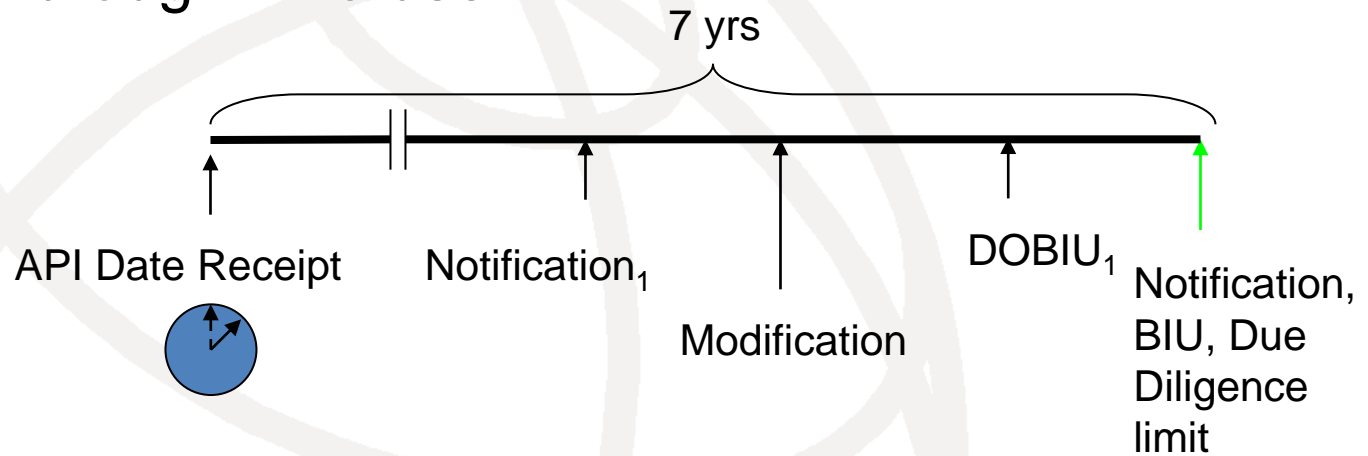 7 yrs
API Date Receipt
Notification₁
Modification
DOBIU₁
Notification,
BIU, Due
Diligence
limit